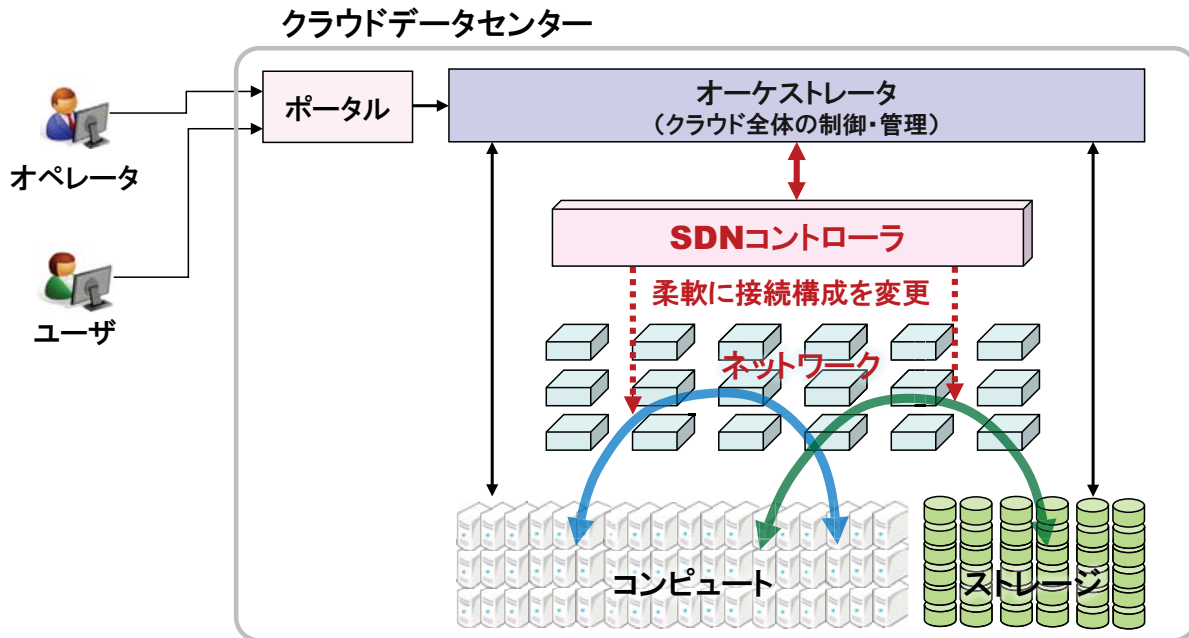 クラウドデータセンター
ポータル
オーケストレータ
（クラウド全体の制御・管理）
オペレータ
SDNコントローラ
柔軟に接続構成を変更
ユーザ
ネットワーク
コンピュート
ストレージ